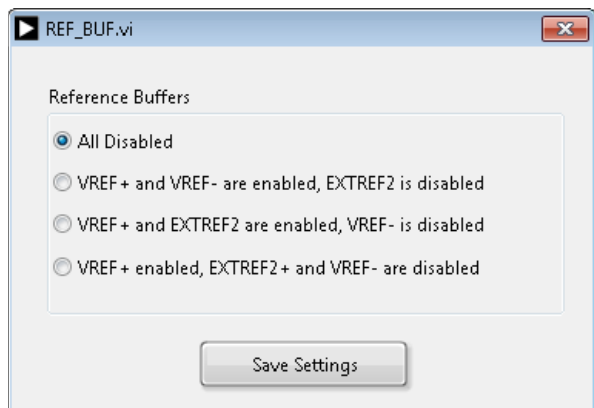 REF_BUF.vi
Reference Buffers
All Disabled
VREF+ and VREF- are enabled, EXTREF2 is disabled
VREF+ and EXTREF2 are enabled, VREF- is disabled
VREF+ enabled, EXTREF2+ and VREF- are disabled
Save Settings